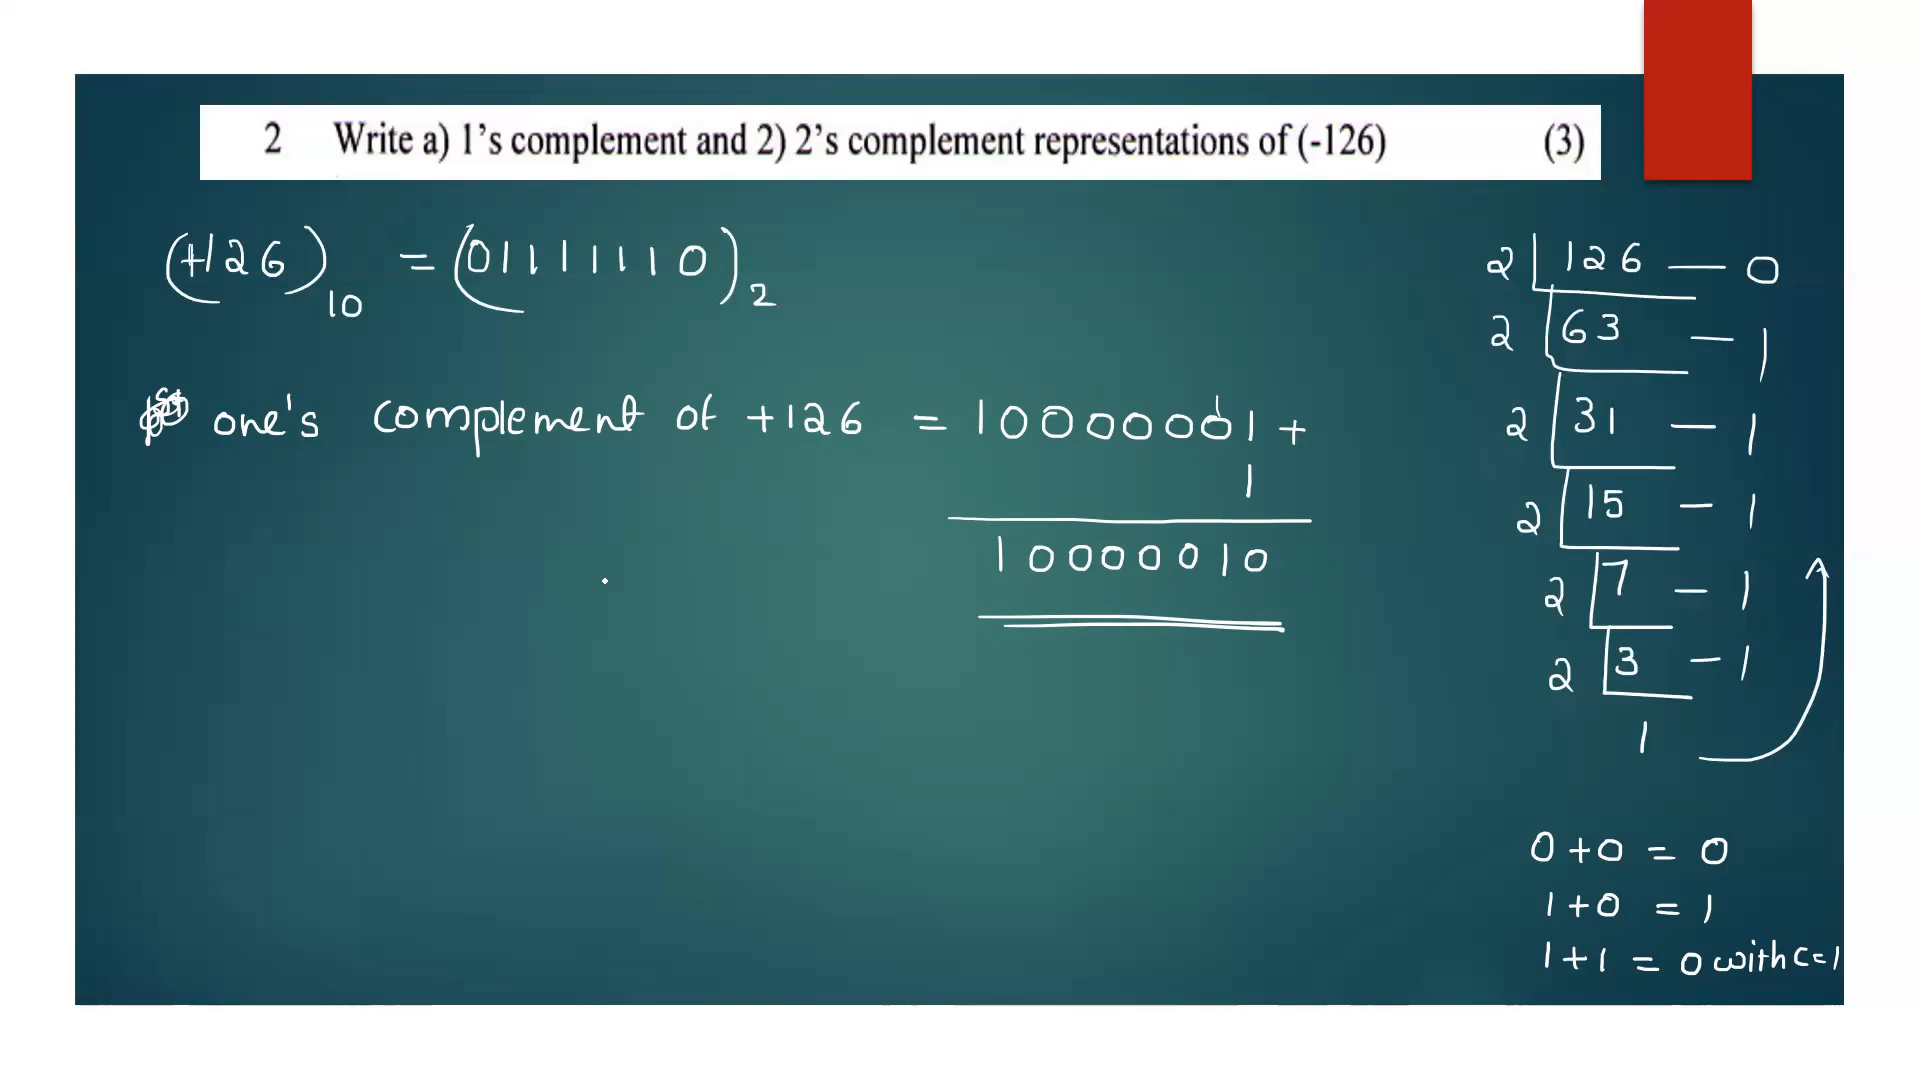 2 Write a) 1's complement and 2) 2's complement representations of (-126) (3)
(+126)10 = (01111110)2
one's complement of +126 = 10000001 +
1
1
10000010
2 126 — 0
2 63 — 1
2 31 — 1
2 15 — 1
2 7 — 1
2 3 — 1
1
0 + 0 = 0
1 + 0 = 1
1 + 1 = 0 with C=1